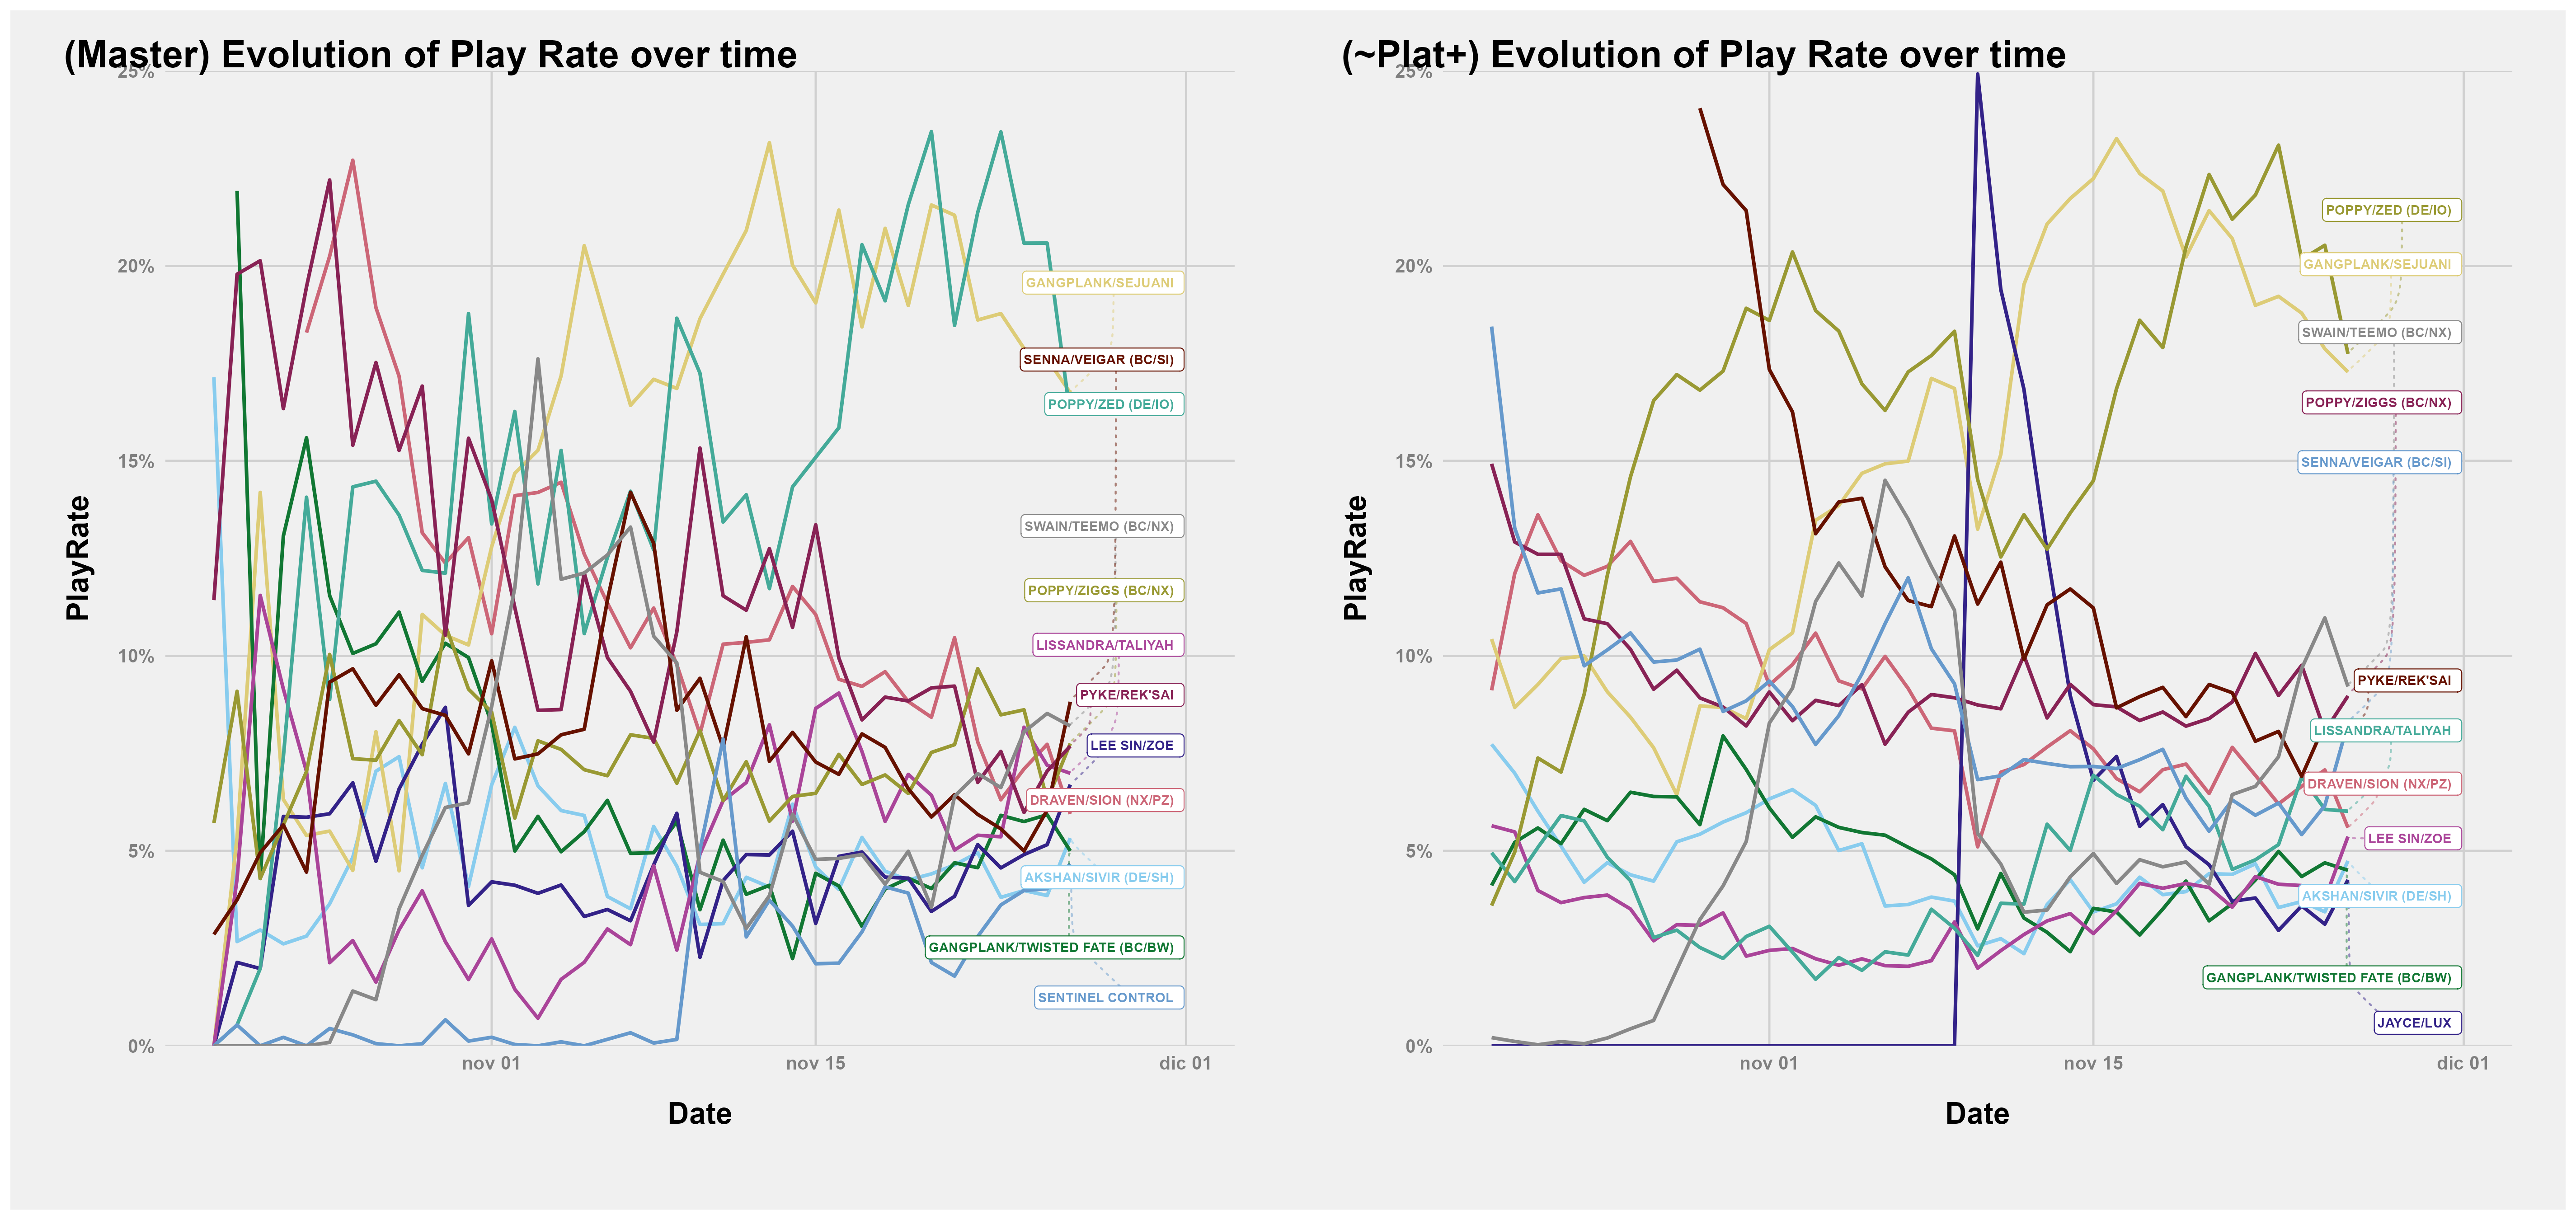 (Master) Evolution of Play Rate over time
25%
20%
15%
10%
5%
0%
PlayRate
GANGPLANK/SEJUANI
SENNA/VEIGAR (BC/SI)
POPPY/ZED (DE/IO)
SWAIN/TEEMO (BC/NX)
POPPY/ZIGGS (BC/NX)
LISSANDRA/TALIYAH
PYKE/REK'SAI
LEE SIN/ZOE
DRAVEN/SION (NX/PZ)
AKSHAN/SIVIR (DE/SH)
GANGPLANK/TWISTED FATE (BC/BW)
SENTINEL CONTROL
nov 01
nov 15
dic 01
Date
(~Plat+) Evolution of Play Rate over time
25%
20%
15%
10%
5%
0%
PlayRate
POPPY/ZED (DE/IO)
GANGPLANK/SEJUANI
SWAIN/TEEMO (BC/NX)
POPPY/ZIGGS (BC/NX)
SENNA/VEIGAR (BC/SI)
PYKE/REK'SAI
LISSANDRA/TALIYAH
DRAVEN/SION (NX/PZ)
LEE SIN/ZOE
AKSHAN/SIVIR (DE/SH)
GANGPLANK/TWISTED FATE (BC/BW)
JAYCE/LUX
nov 01
nov 15
dic 01
Date